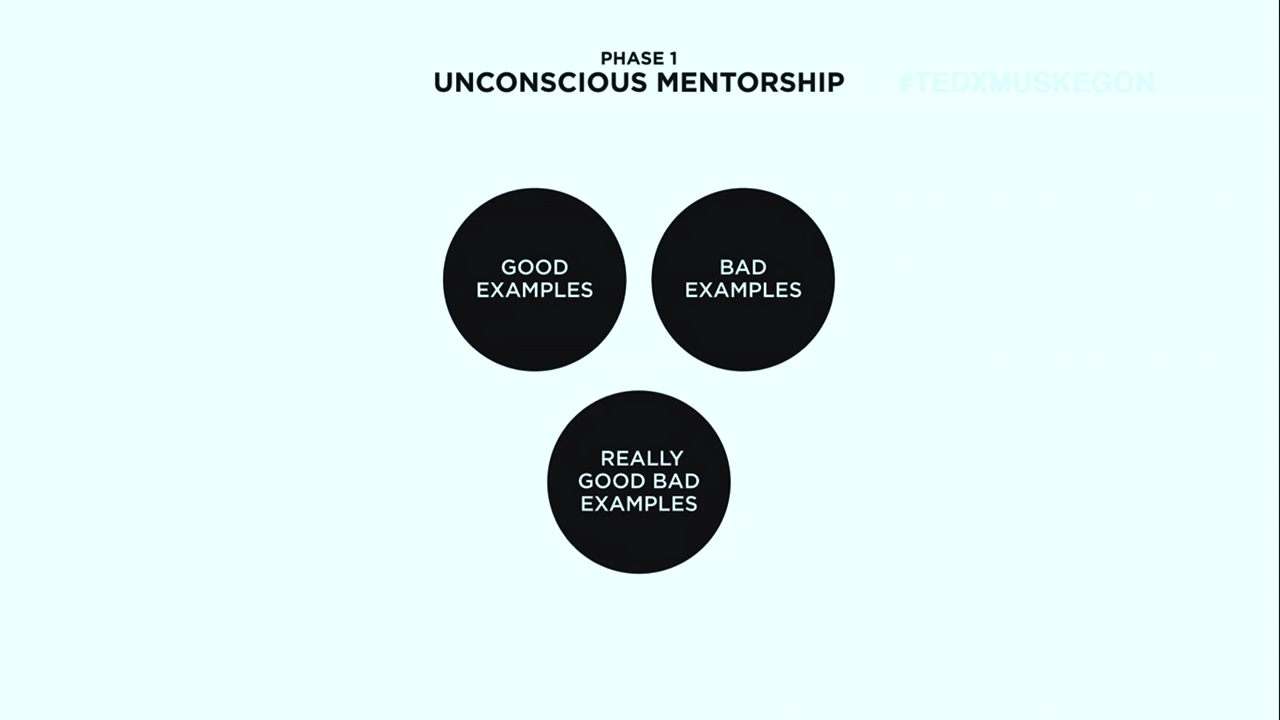 PHASE 1
UNCONSCIOUS MENTORSHIP
#TEDXMUSKEGON
GOOD
EXAMPLES
BAD
EXAMPLES
REALLY
GOOD BAD
EXAMPLES